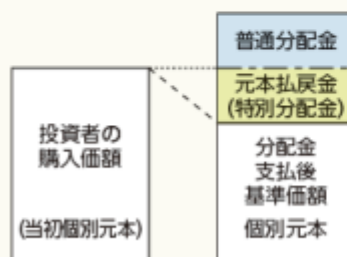 投資者の
購入価額
(当初個別元本)
普通分配金
元本払戻金
(特別分配金)
分配金
支払後
基準価額
個別元本